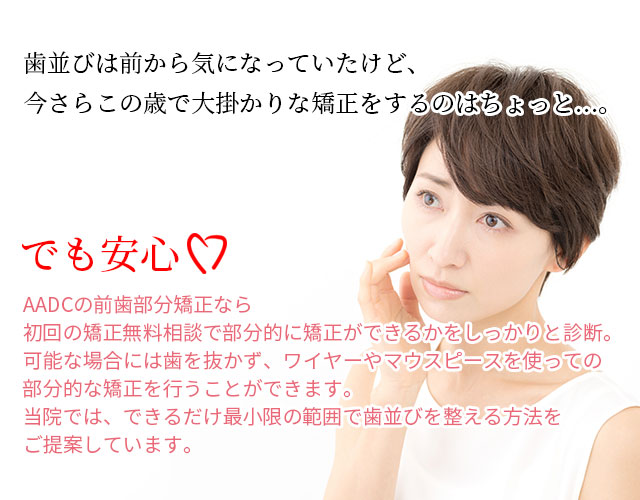 歯並びは前から気になっていたけど、
今さらこの歳で大掛かりな矯正をするのはちょっと…。
でも安心♡
AADCの前歯部分矯正なら
初回の矯正無料相談で部分的に矯正ができるかをしっかりと診断。
可能な場合には歯を抜かず、ワイヤーやマウスピースを使っての
部分的な矯正を行うことができます。
当院では、できるだけ最小限の範囲で歯並びを整える方法を
ご提案しています。